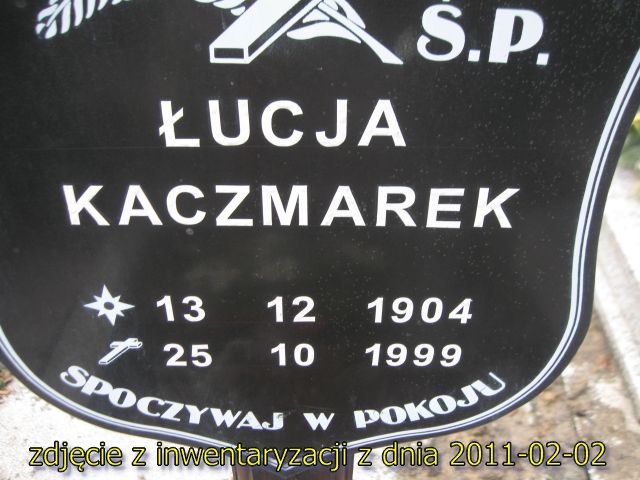 Ś.P.
ŁUCJA
KACZMAREK
13 12 1904
25 10 1999
SPOCZYWAJ W POKOJU
zdjęcie z inwentaryzacji z dnia 2011-02-02